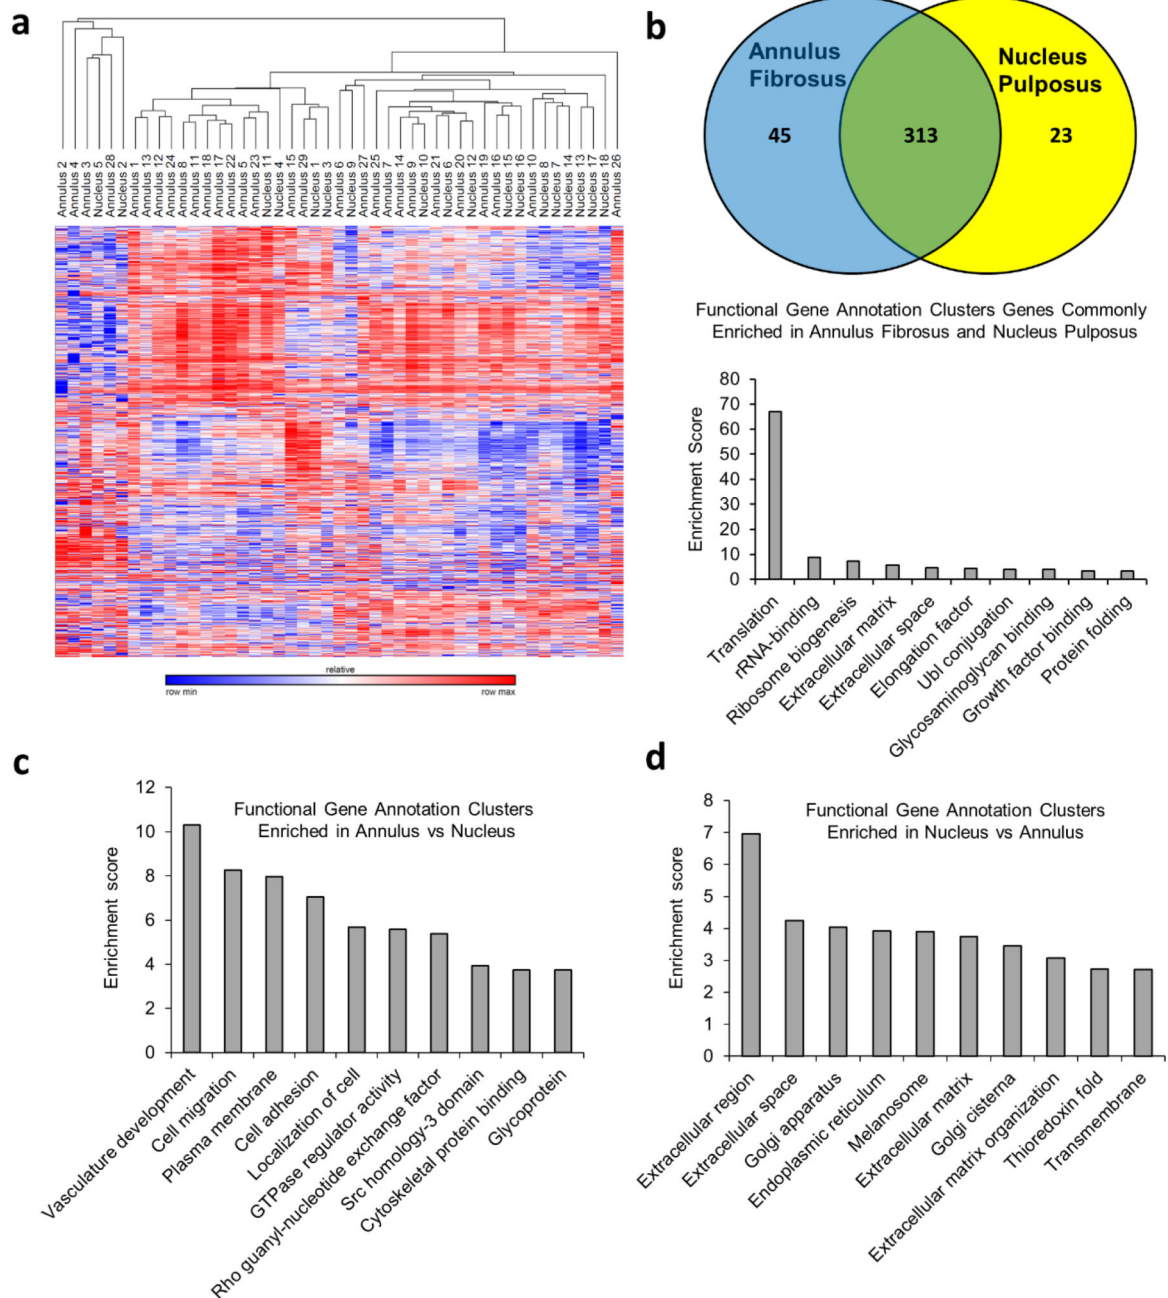 a
Annulus 2
Annulus 4
Annulus 3
Nucleus 5
Annulus 28
Nucleus 2
Annulus 1
Annulus 13
Annulus 12
Annulus 24
Annulus 8
Annulus 11
Annulus 18
Annulus 17
Annulus 22
Annulus 5
Annulus 23
Nucleus 11
Nucleus 4
Annulus 15
Annulus 29
Nucleus 1
Nucleus 3
Annulus 6
Nucleus 9
Annulus 27
Annulus 25
Annulus 7
Annulus 14
Annulus 9
Nucleus 10
Annulus 21
Nucleus 6
Annulus 20
Nucleus 12
Annulus 19
Annulus 16
Nucleus 15
Nucleus 16
Annulus 10
Nucleus 8
Nucleus 7
Nucleus 14
Nucleus 13
Nucleus 17
Nucleus 18
Annulus 26
relative
row min
row max
b
Annulus
Fibrosus
Nucleus
Pulposus
45
313
23
Functional Gene Annotation Clusters Genes Commonly
Enriched in Annulus Fibrosus and Nucleus Pulposus
Enrichment Score
80
70
60
50
40
30
20
10
0
Translation
rRNA-binding
Ribosome biogenesis
Extracellular matrix
Extracellular space
Elongation factor
Ubl conjugation
Glycosaminoglycan binding
Growth factor binding
Protein folding
c
Functional Gene Annotation Clusters
Enriched in Annulus vs Nucleus
Enrichment score
12
10
8
6
4
2
0
Vasculature development
Cell migration
Plasma membrane
Cell adhesion
Localization of cell
GTPase regulator activity
Rho guanyl-nucleotide exchange factor
Src homology-3 domain
Cytoskeletal protein binding
Glycoprotein
d
Functional Gene Annotation Clusters
Enriched in Nucleus vs Annulus
Enrichment score
8
7
6
5
4
3
2
1
0
Extracellular region
Extracellular space
Golgi apparatus
Endoplasmic reticulum
Melanosome
Extracellular matrix
Golgi cisterna
Extracellular matrix organization
Thioredoxin fold
Transmembrane